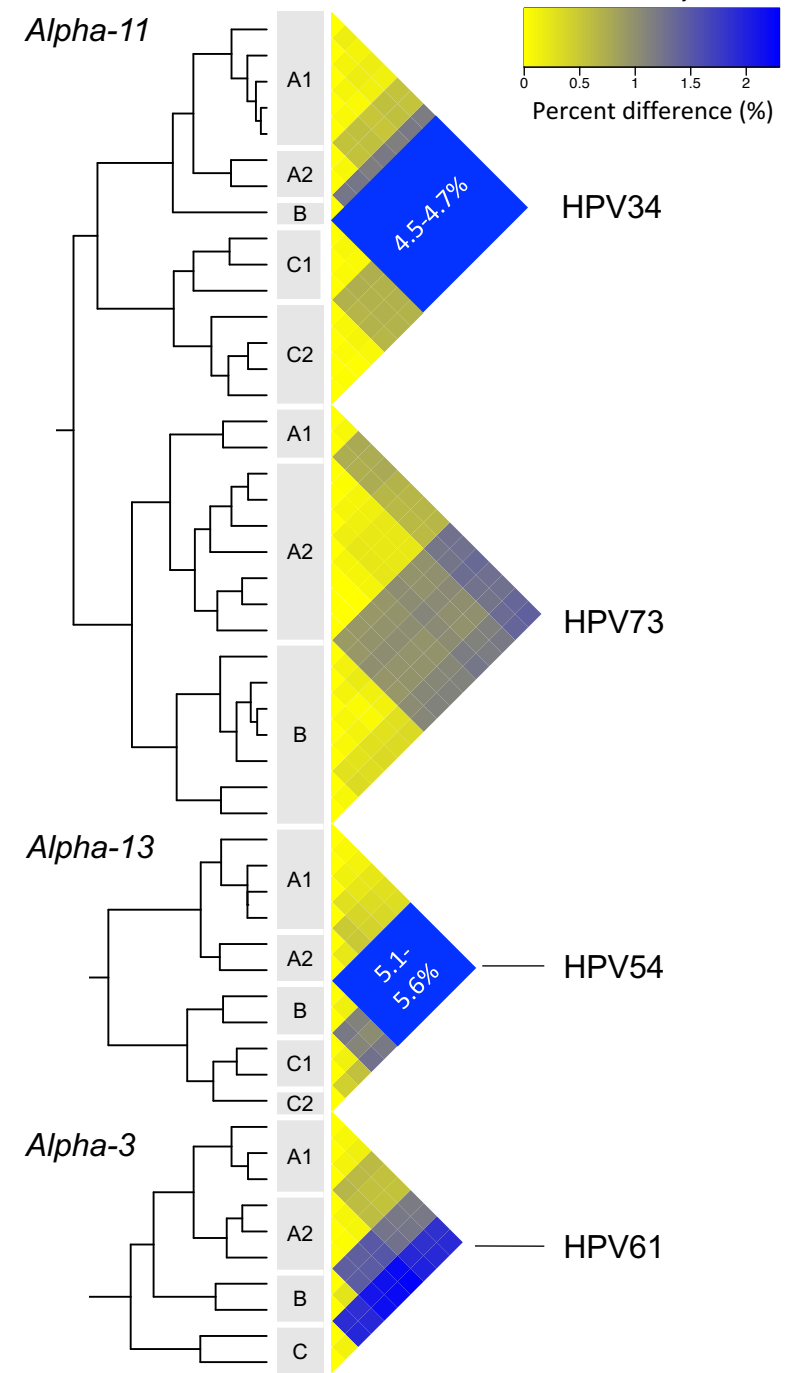 Alpha-11
0 0.5 1 1.5 2
Percent difference (%)
A1
A2
B
C1
C2
4.5-4.7%
HPV34
A1
A2
B
HPV73
Alpha-13
A1
A2
B
C1
C2
5.1-
5.6%
HPV54
Alpha-3
A1
A2
B
C
HPV61